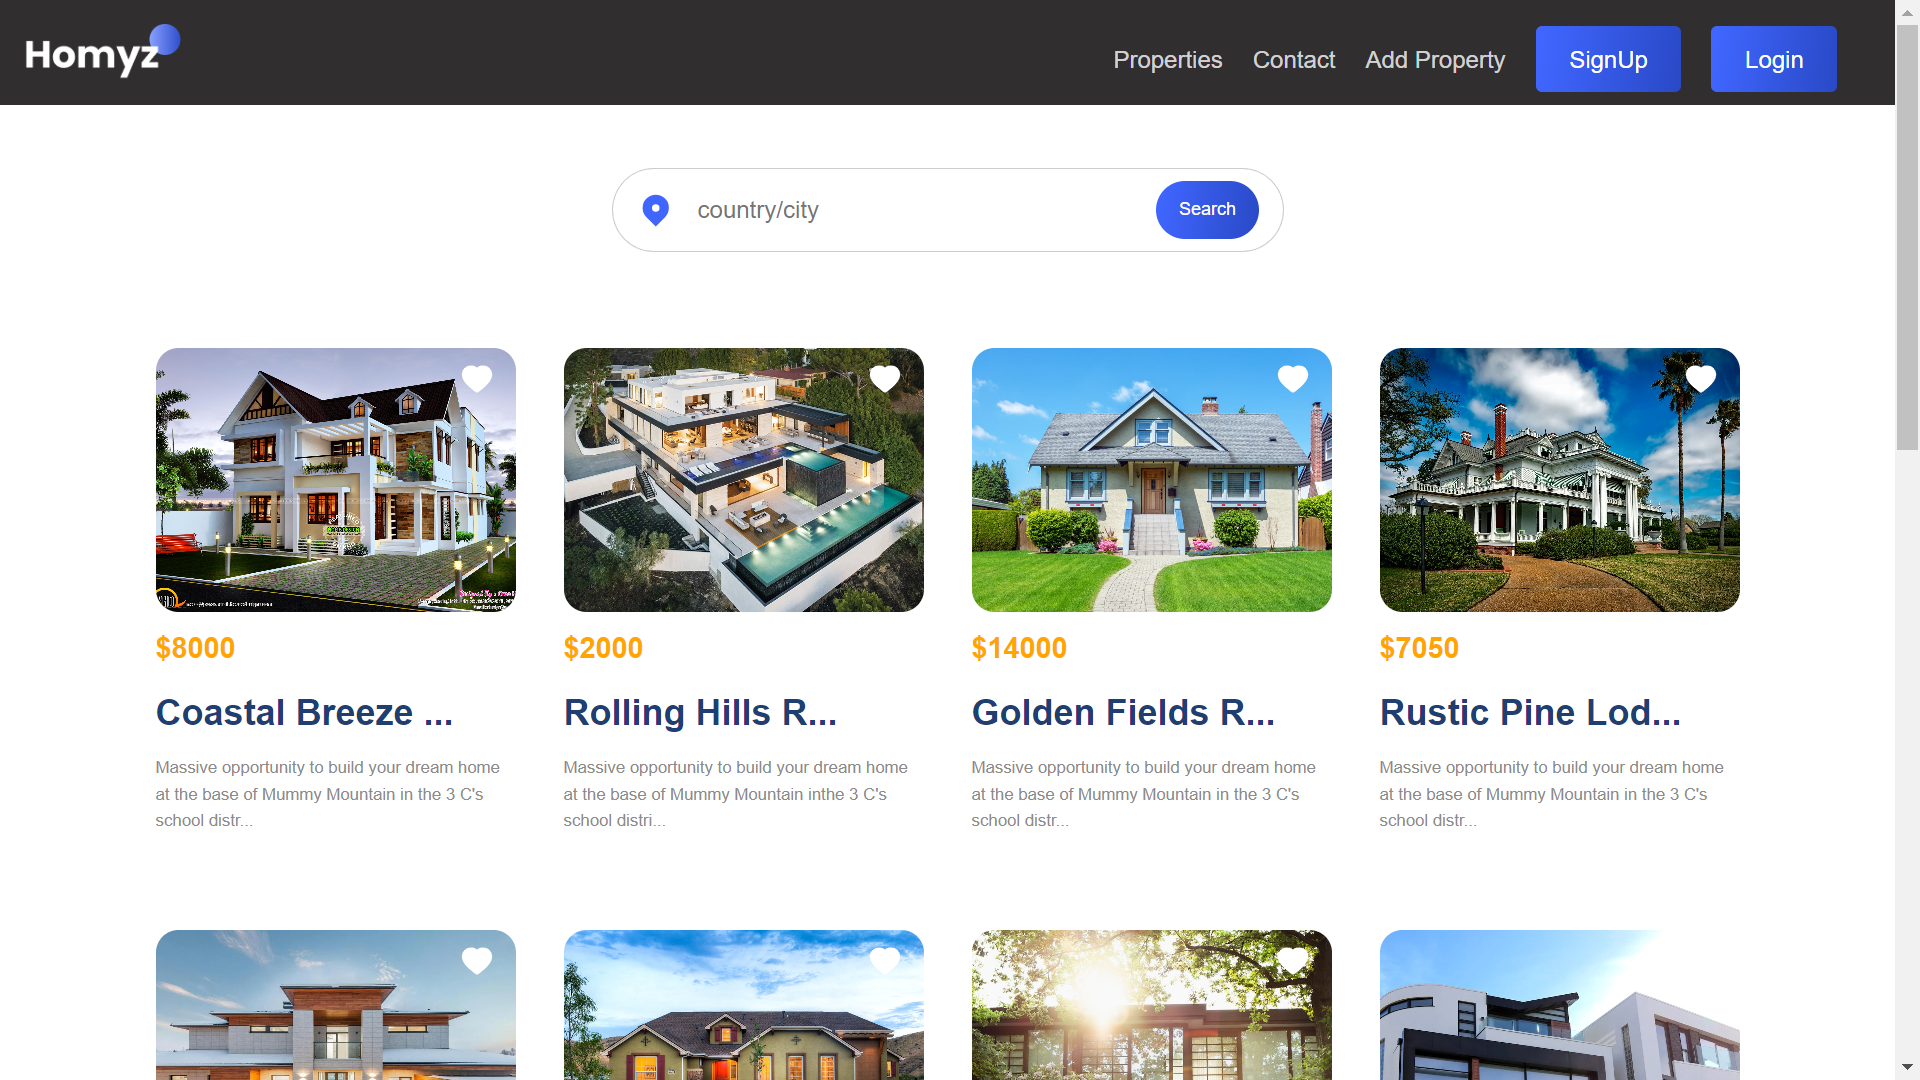 Homyz
Properties
Contact
Add Property
SignUp
Login
country/city
Search
$8000
$2000
$14000
$7050
Coastal Breeze ...
Rolling Hills R...
Golden Fields R...
Rustic Pine Lod...
Massive opportunity to build your dream home
at the base of Mummy Mountain in the 3 C's
school distr...
Massive opportunity to build your dream home
at the base of Mummy Mountain inthe 3 C's
school distri...
Massive opportunity to build your dream home
at the base of Mummy Mountain in the 3 C's
school distr...
Massive opportunity to build your dream home
at the base of Mummy Mountain in the 3 C's
school distr...